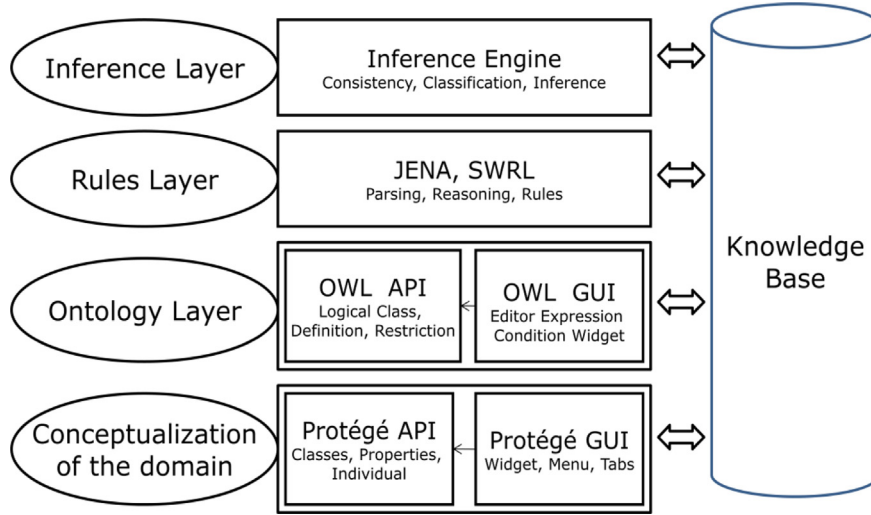 Inference Layer
Inference Engine
Consistency, Classification, Inference
Rules Layer
JENA, SWRL
Parsing, Reasoning, Rules
Knowledge
Base
Ontology Layer
OWL API
Logical Class,
Definition, Restriction
OWL GUI
Editor Expression
Condition Widget
Conceptualization
of the domain
Protégé API
Classes, Properties,
Individual
Protégé GUI
Widget, Menu, Tabs